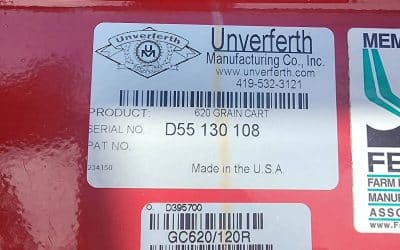 Unverferth
UM
Unverferth
Manufacturing Co., Inc.
www.unverferth.com
419-532-3121
PRODUCT: 620 GRAIN CART
SERIAL NO. D55 130 108
PAT NO.
234150
Made in the U.S.A.
D395700
GC620/120R
MEM
FE
FARM
MANU
ASSO